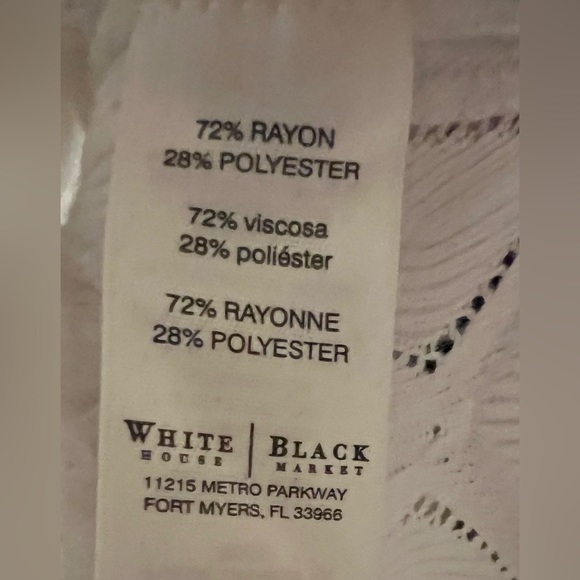 72% RAYON
28% POLYESTER
72% viscosa
28% poliéster
72% RAYONNE
28% POLYESTER
WHITE HOUSE | BLACK MARKET
11215 METRO PARKWAY
FORT MYERS, FL 33966